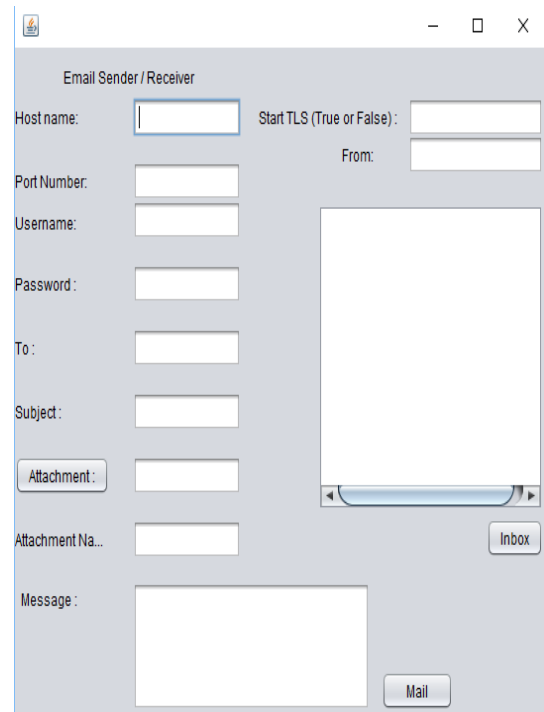 Email Sender / Receiver
Host name:
Start TLS (True or False) :
From:
Port Number:
Username:
Password :
To :
Subject :
Attachment :
Attachment Na...
Inbox
Message :
Mail